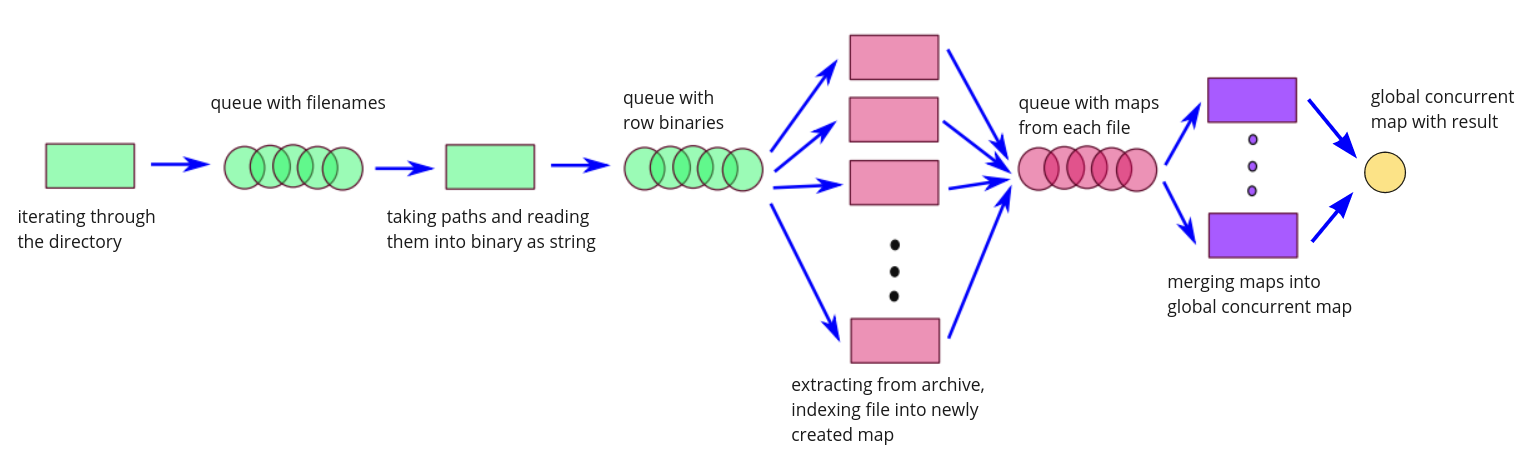 iterating through
the directory
queue with filenames
taking paths and reading
them into binary as string
queue with
row binaries
extracting from archive,
indexing file into newly
created map
queue with maps
from each file
merging maps into
global concurrent map
global concurrent
map with result